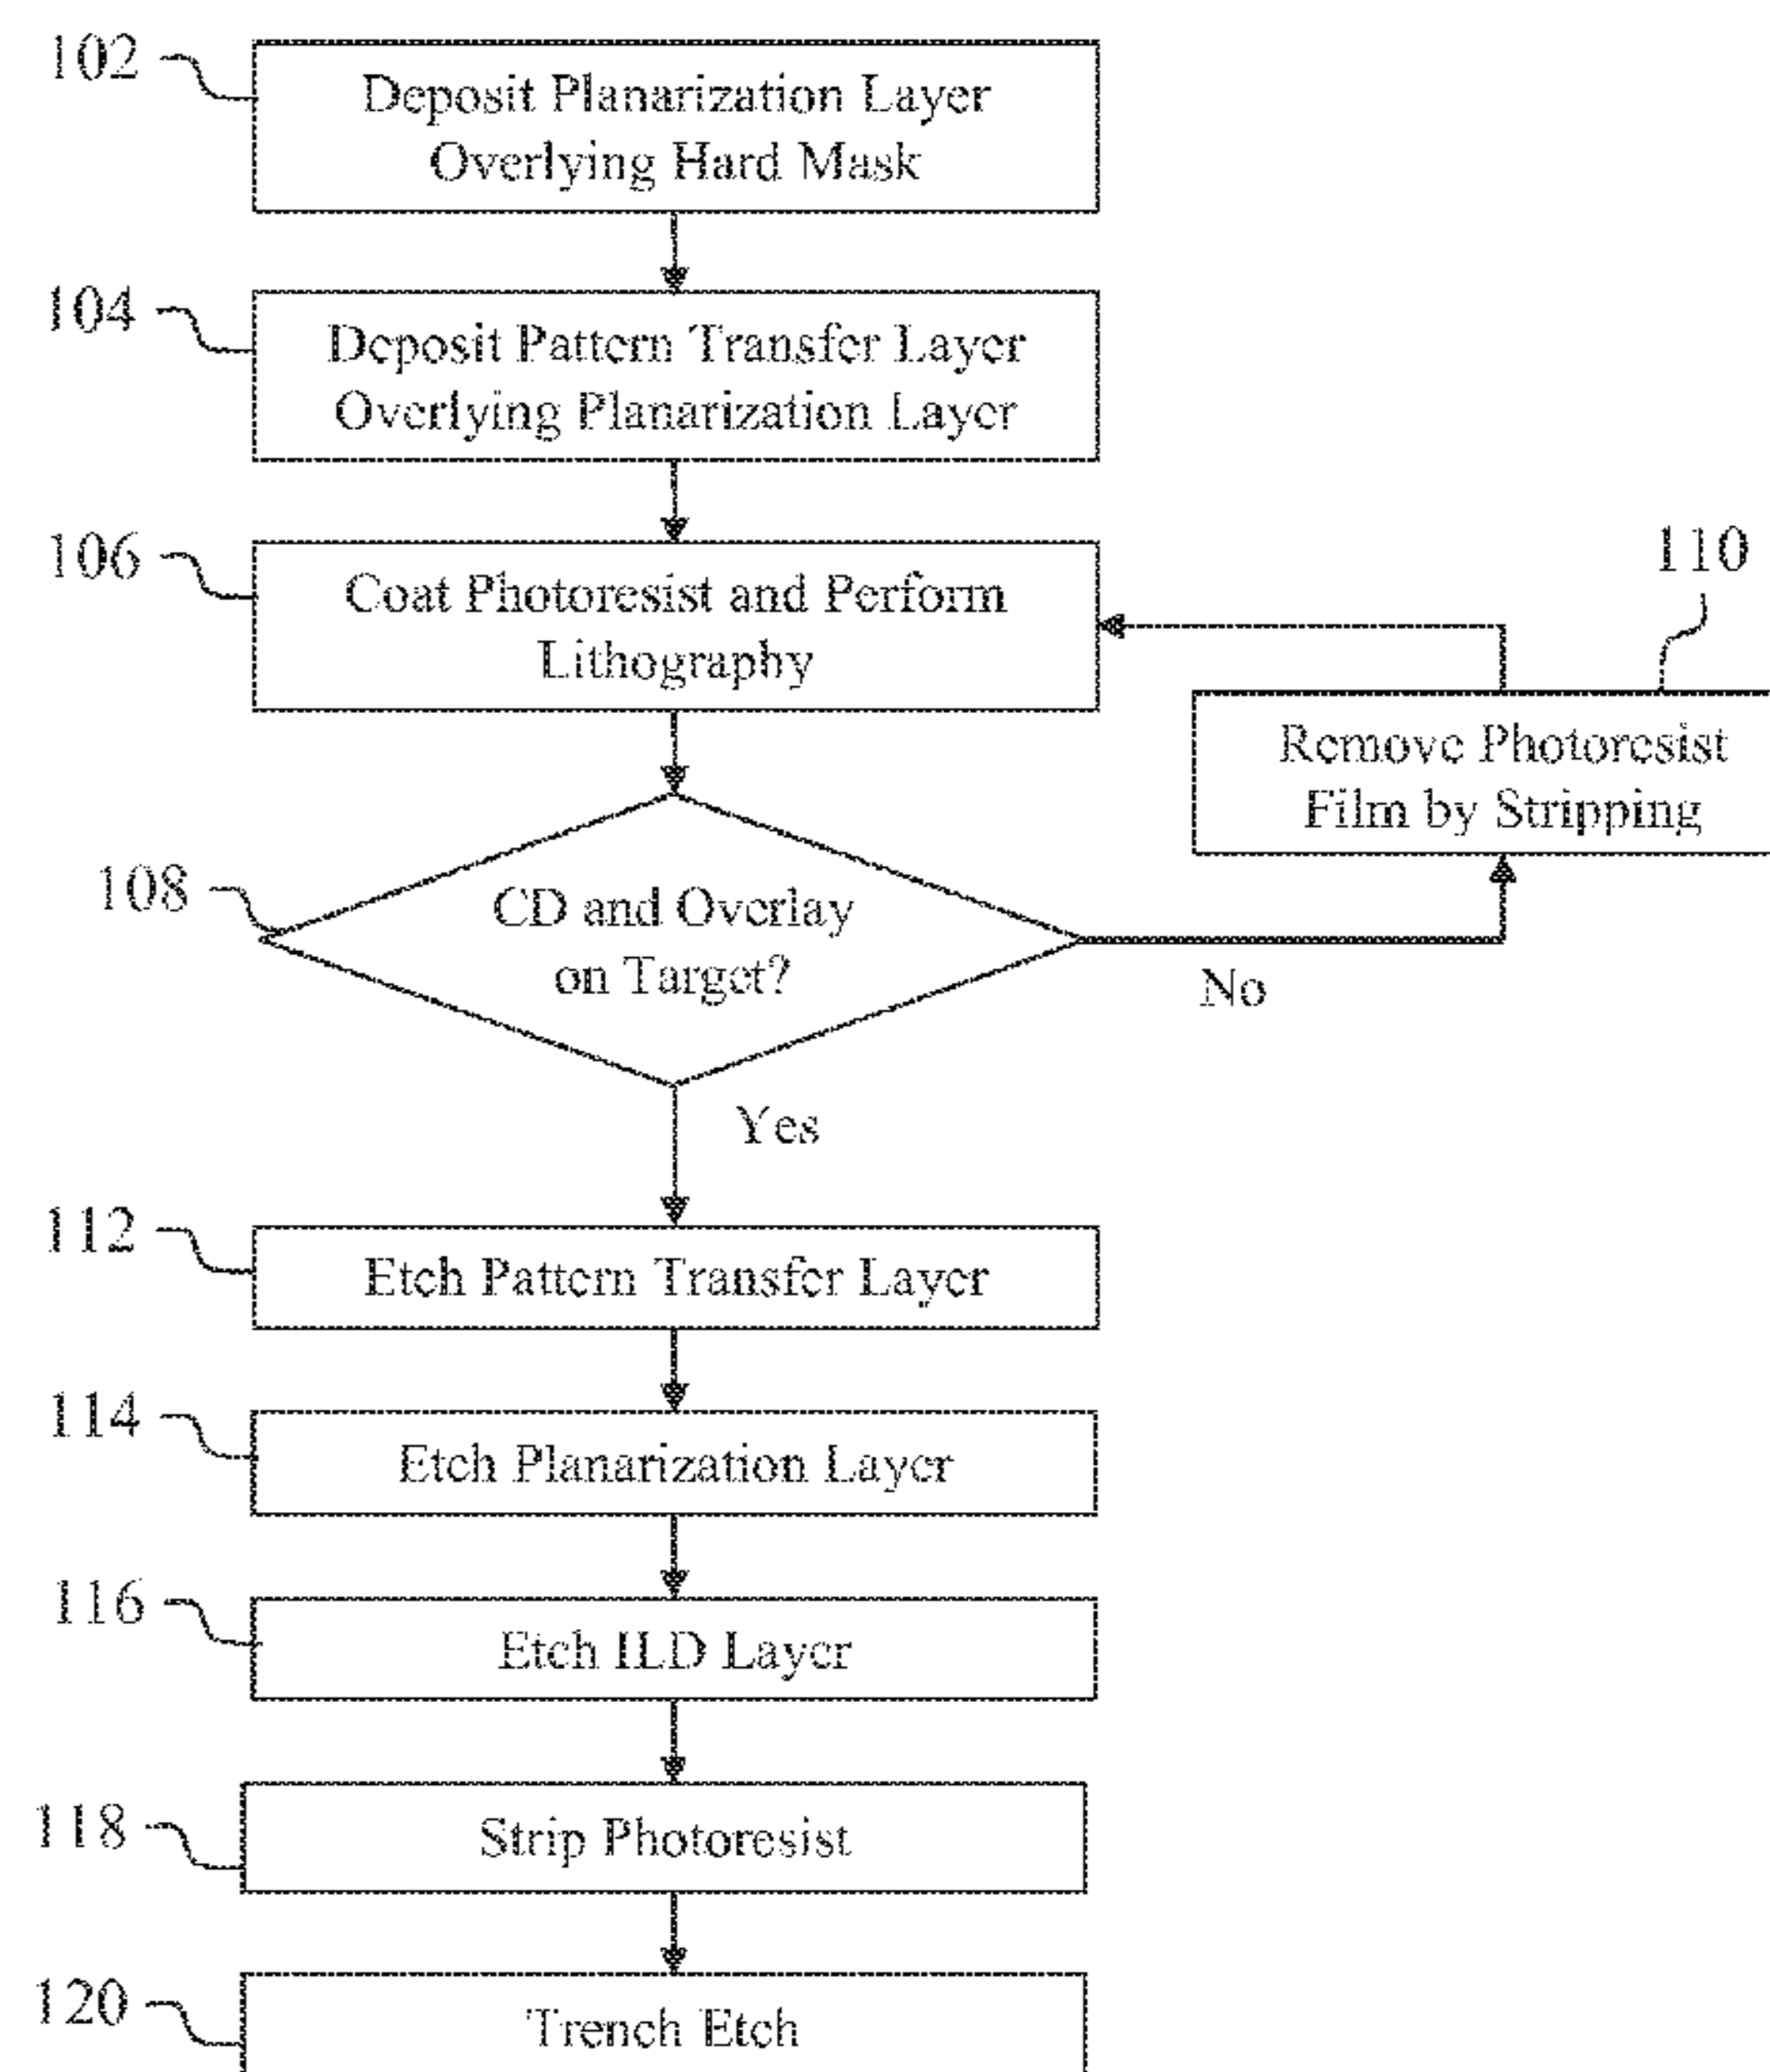 102
Deposit Planarization Layer
Overlying Hard Mask
104
Deposit Pattern Transfer Layer
Overlying Planarization Layer
106
Coat Photoresist and Perform
Lithography
110
Remove Photoresist
Film by Stripping
108
CD and Overlay
on Target?
No
Yes
112
Etch Pattern Transfer Layer
114
Etch Planarization Layer
116
Etch ILD Layer
118
Strip Photoresist
120
Trench Etch